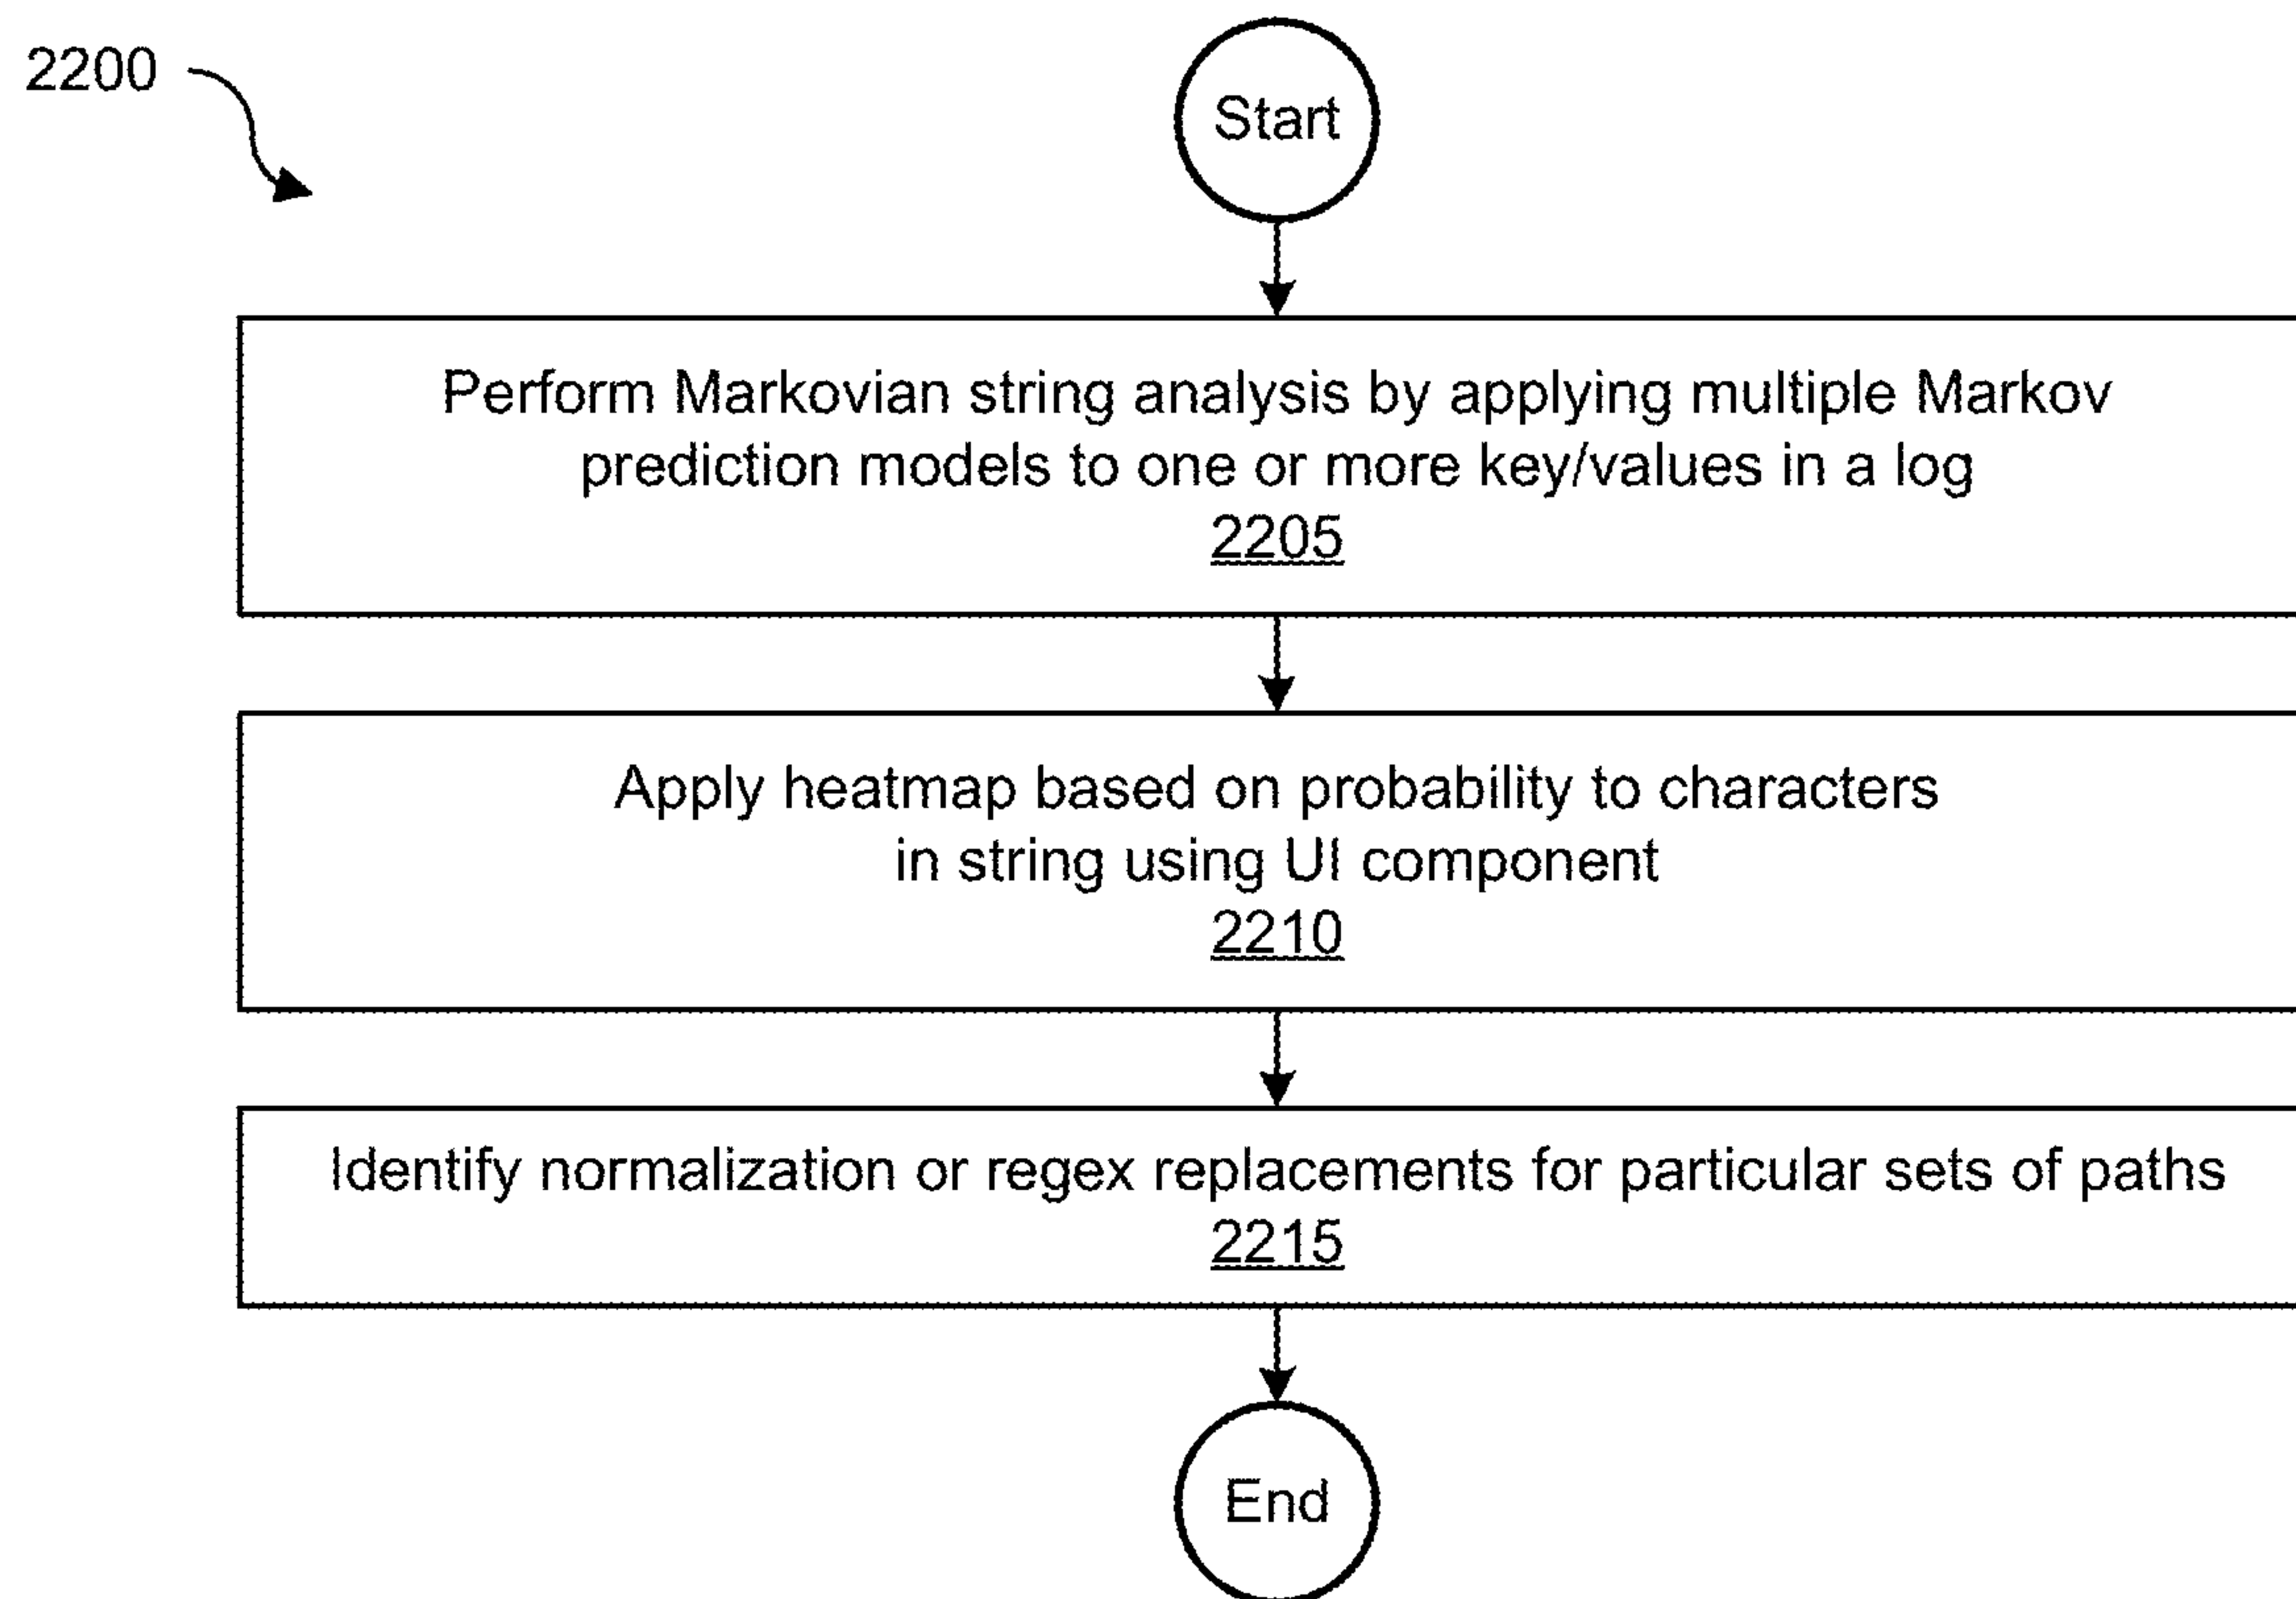 2200
Start
Perform Markovian string analysis by applying multiple Markov
prediction models to one or more key/values in a log
2205
Apply heatmap based on probability to characters
in string using UI component
2210
Identify normalization or regex replacements for particular sets of paths
2215
End